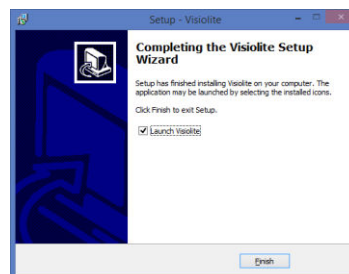 Setup - Visiolite
Completing the Visiolite Setup
Wizard
Setup has finished installing Visiolite on your computer. The
application may be launched by selecting the installed icons.
Click Finish to exit Setup.
Launch Visiolite
Finish